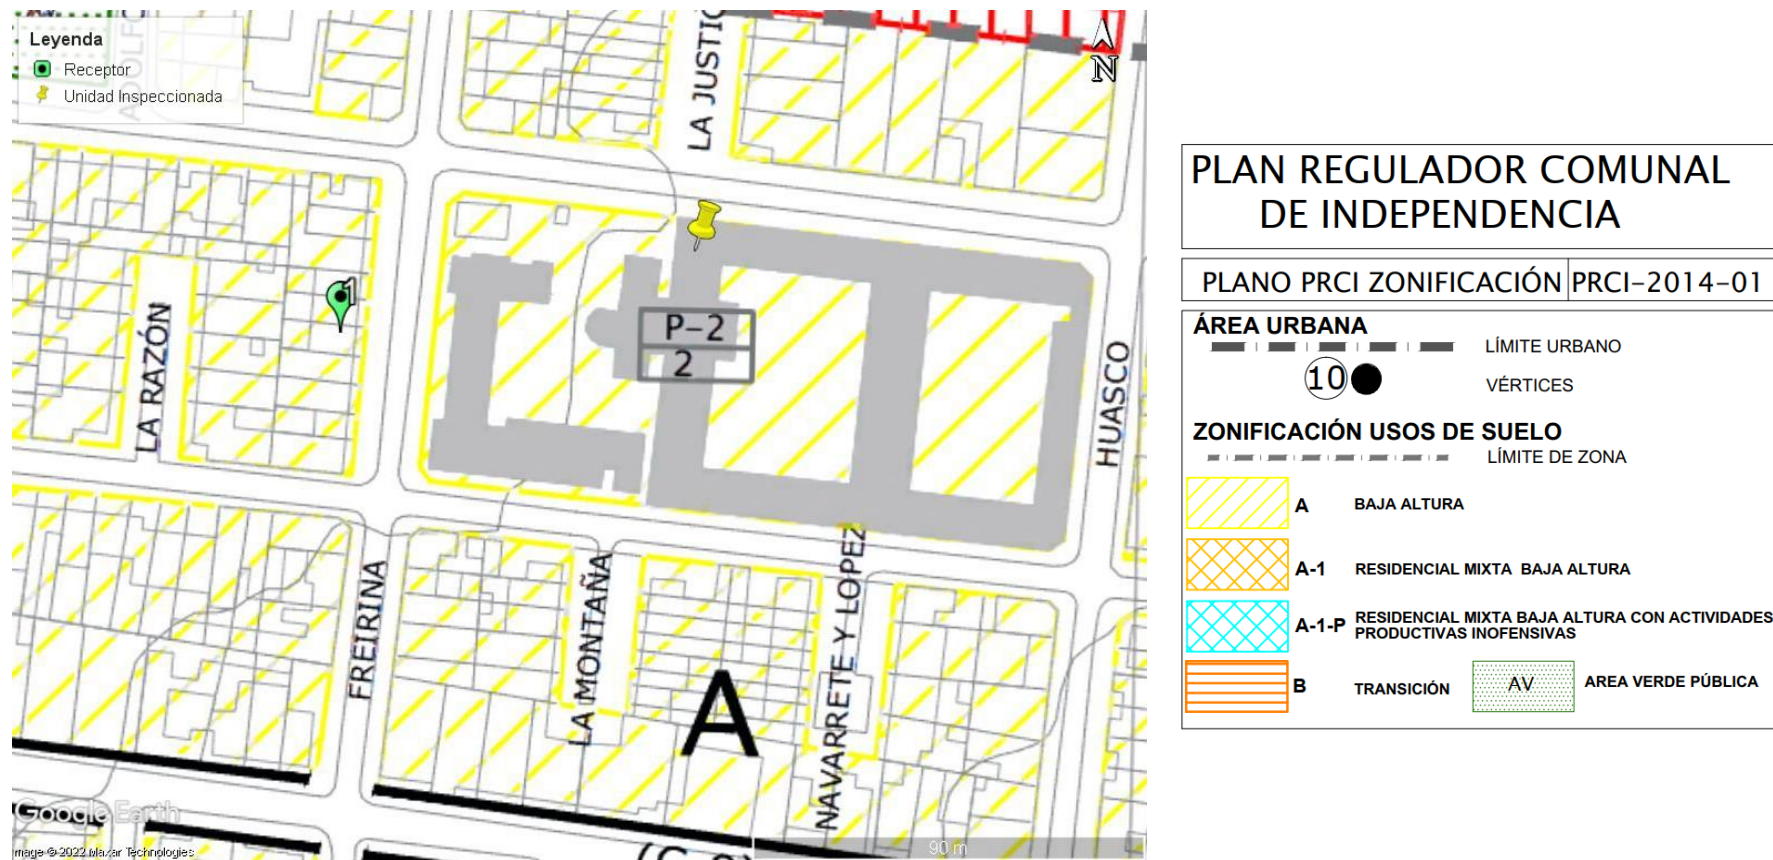 Leyenda
Receptor
Unidad Inspeccionada
LA JUSTIC
N
1
LA RAZÓN
P-2
2
HUASCO
FREIRINA
LA MONTAÑA
NAVARRETE Y LOPEZ
A
Google Earth
mage © 2022 Maxar Technologies
90 m
PLAN REGULADOR COMUNAL
DE INDEPENDENCIA
PLANO PRCI ZONIFICACIÓN PRCI-2014-01
ÁREA URBANA
LÍMITE URBANO
10
VÉRTICES
ZONIFICACIÓN USOS DE SUELO
LÍMITE DE ZONA
A BAJA ALTURA
A-1 RESIDENCIAL MIXTA BAJA ALTURA
A-1-P RESIDENCIAL MIXTA BAJA ALTURA CON ACTIVIDADES
PRODUCTIVAS INOFENSIVAS
B TRANSICIÓN AV AREA VERDE PÚBLICA